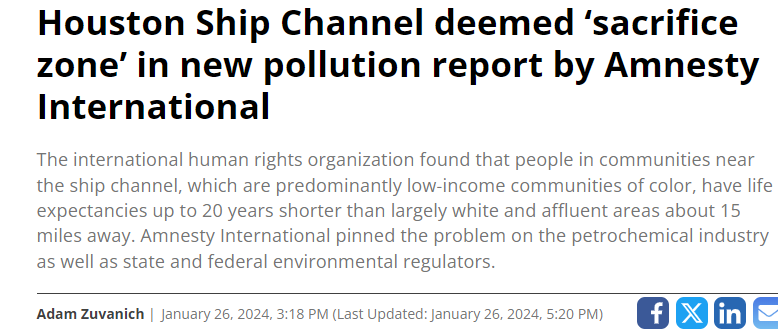 Houston Ship Channel deemed ‘sacrifice
zone’ in new pollution report by Amnesty
International
The international human rights organization found that people in communities near
the ship channel, which are predominantly low-income communities of color, have life
expectancies up to 20 years shorter than largely white and affluent areas about 15
miles away. Amnesty International pinned the problem on the petrochemical industry
as well as state and federal environmental regulators.
Adam Zuvanich | January 26, 2024, 3:18 PM (Last Updated: January 26, 2024, 5:20 PM)